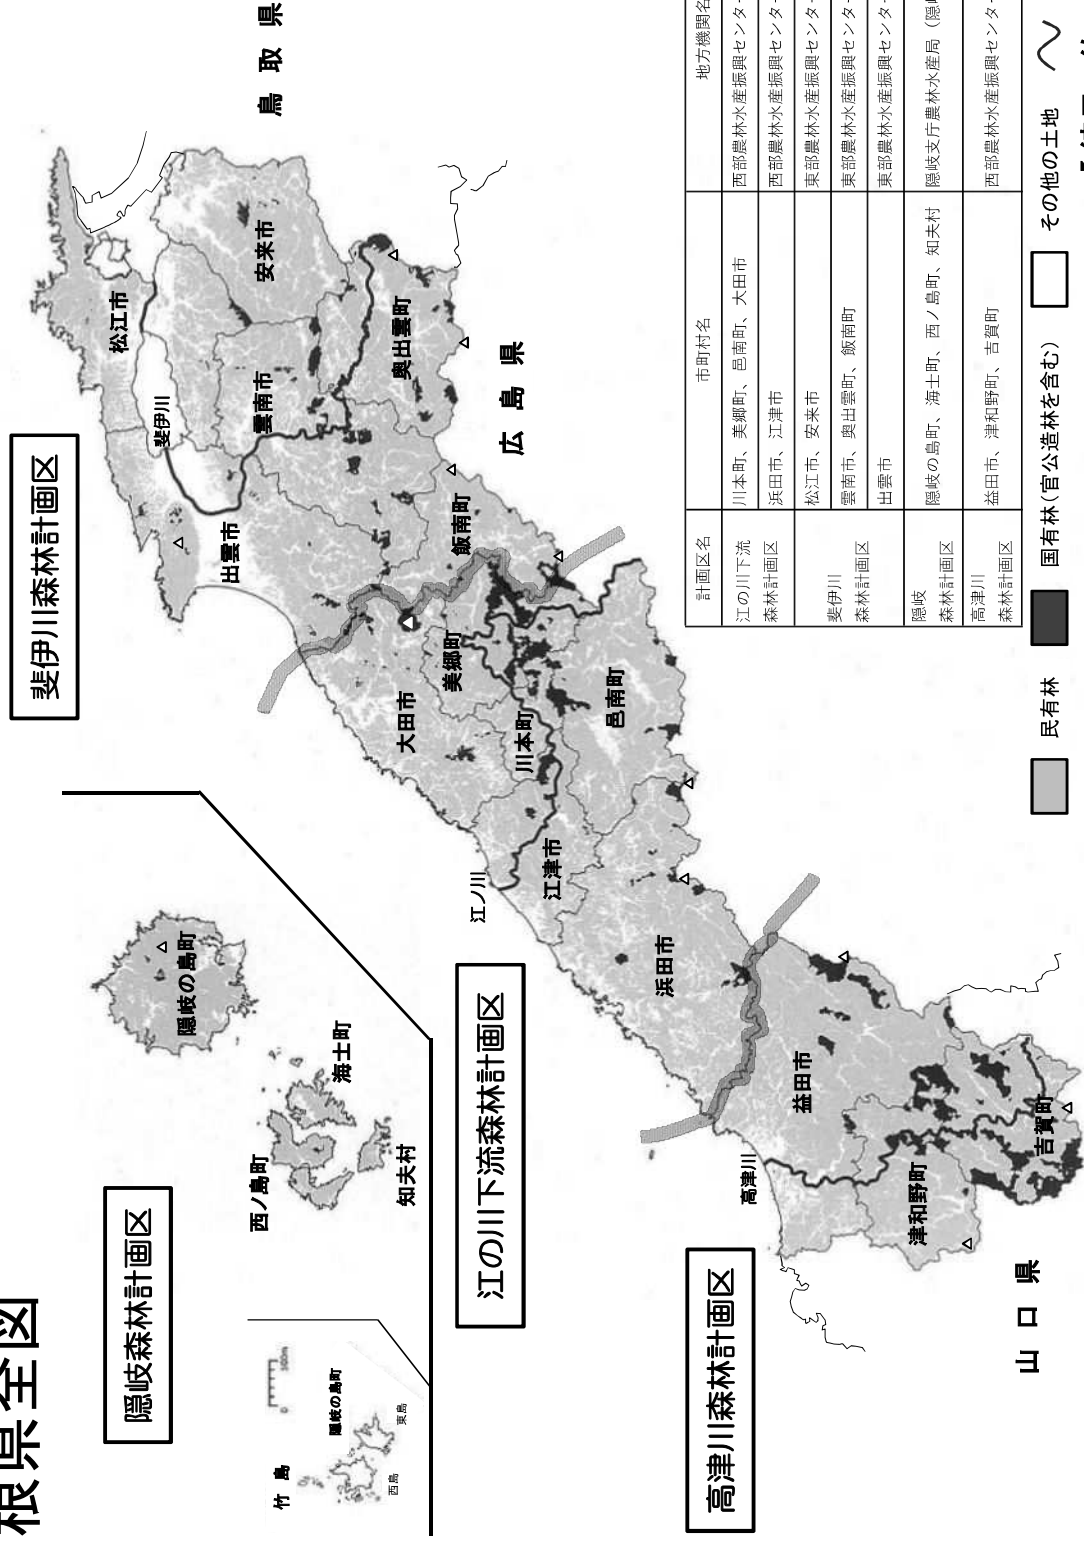 根県全図
隠岐森林計画区
斐伊川森林計画区
江の川下流森林計画区
高津川森林計画区
竹島
隠岐の島町
西島
東島
0
500m
隠岐の島町
西ノ島町
海士町
知夫村
松江市
斐伊川
出雲市
雲南市
安来市
奥出雲町
飯南町
鳥取県
広島県
大田市
美郷町
川本町
邑南町
江ノ川
江津市
浜田市
益田市
高津川
津和野町
吉賀町
山口県
計画区名 市町村名 地方機関名
江の川下流森林計画区 川本町、美郷町、邑南町、大田市 西部農林水産振興センター
浜田市、江津市 西部農林水産振興センター
斐伊川森林計画区 松江市、安来市 東部農林水産振興センター
雲南市、奥出雲町、飯南町 東部農林水産振興センター
出雲市 東部農林水産振興センター
隠岐森林計画区 隠岐の島町、海士町、西ノ島町、知夫村 隠岐支庁農林水産局（隠岐
高津川森林計画区 益田市、津和野町、吉賀町 西部農林水産振興センター
民有林 国有林（官公造林を含む） その他の土地